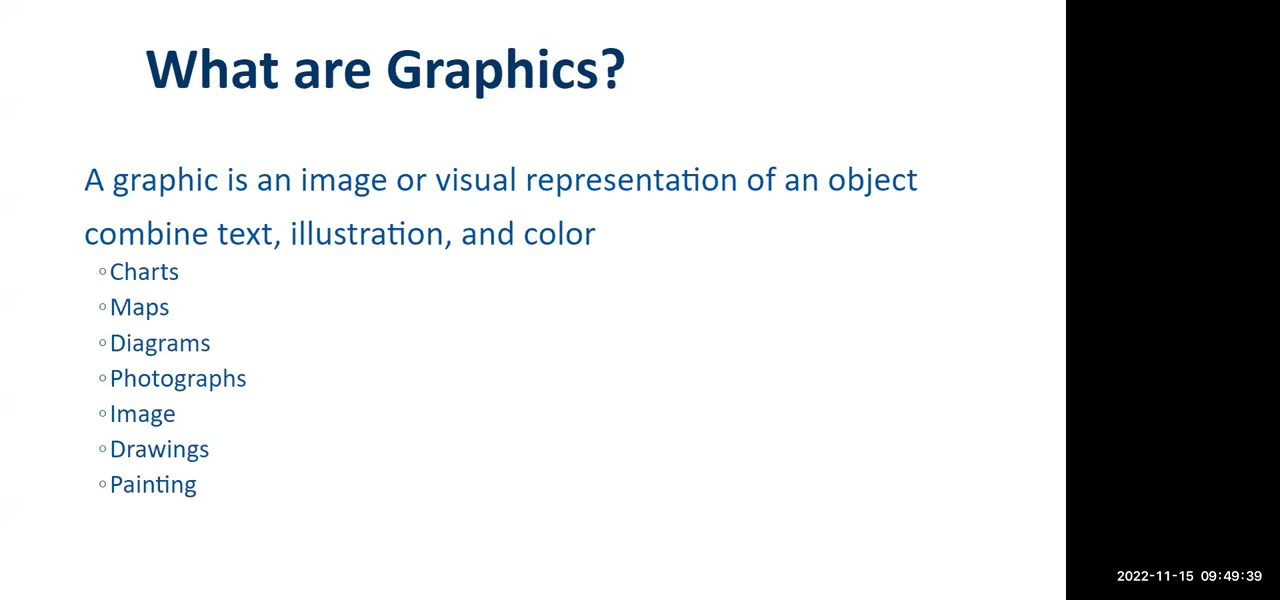 What are Graphics?
A graphic is an image or visual representation of an object
combine text, illustration, and color
◦Charts
◦Maps
◦Diagrams
◦Photographs
◦Image
◦Drawings
◦Painting
2022-11-15 09:49:39